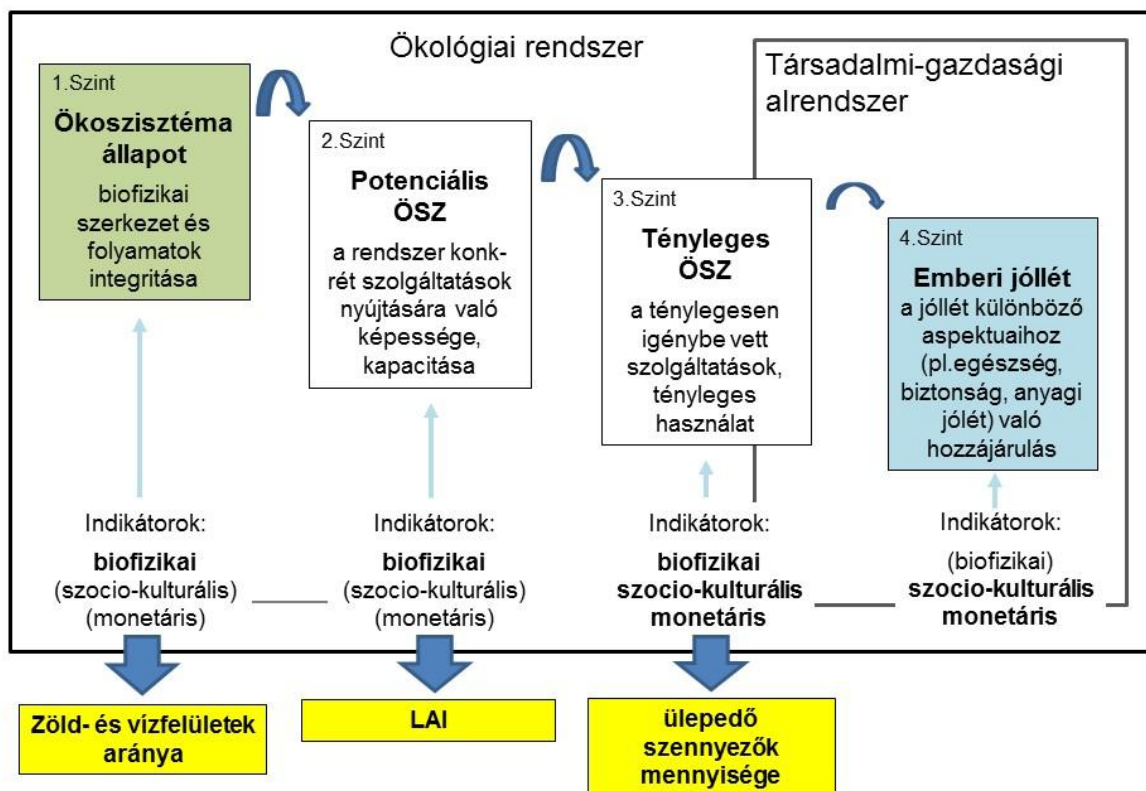 Ökológiai rendszer
Társadalmi-gazdasági
alrendszer
1.Szint
Ökoszisztéma
állapot
biofizikai
szerkezet és
folyamatok
integritása
2.Szint
Potenciális
ÖSZ
a rendszer konk-
rét szolgáltatások
nyújtására való
képessége,
kapacitása
3.Szint
Tényleges
ÖSZ
a ténylegesen
igénybe vett
szolgáltatások,
tényleges
használat
4.Szint
Emberi jóllét
a jóllét különböző
aspektuaihoz
(pl.egészség,
biztonság, anyagi
jólét) való
hozzájárulás
Indikátorok:
biofizikai
(szocio-kulturális)
(monetáris)
Indikátorok:
biofizikai
(szocio-kulturális)
(monetáris)
Indikátorok:
biofizikai
szocio-kulturális
monetáris
Indikátorok:
(biofizikai)
szocio-kulturális
monetáris
Zöld- és vízfelületek
aránya
LAI
ülepedő
szennyezők
mennyisége